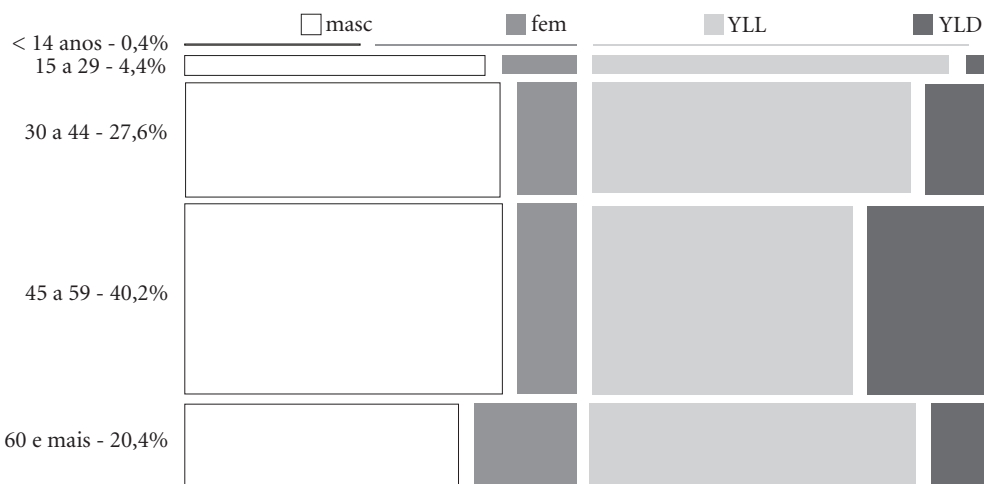 masc fem YLL YLD
< 14 anos - 0,4%
15 a 29 - 4,4%
30 a 44 - 27,6%
45 a 59 - 40,2%
60 e mais - 20,4%